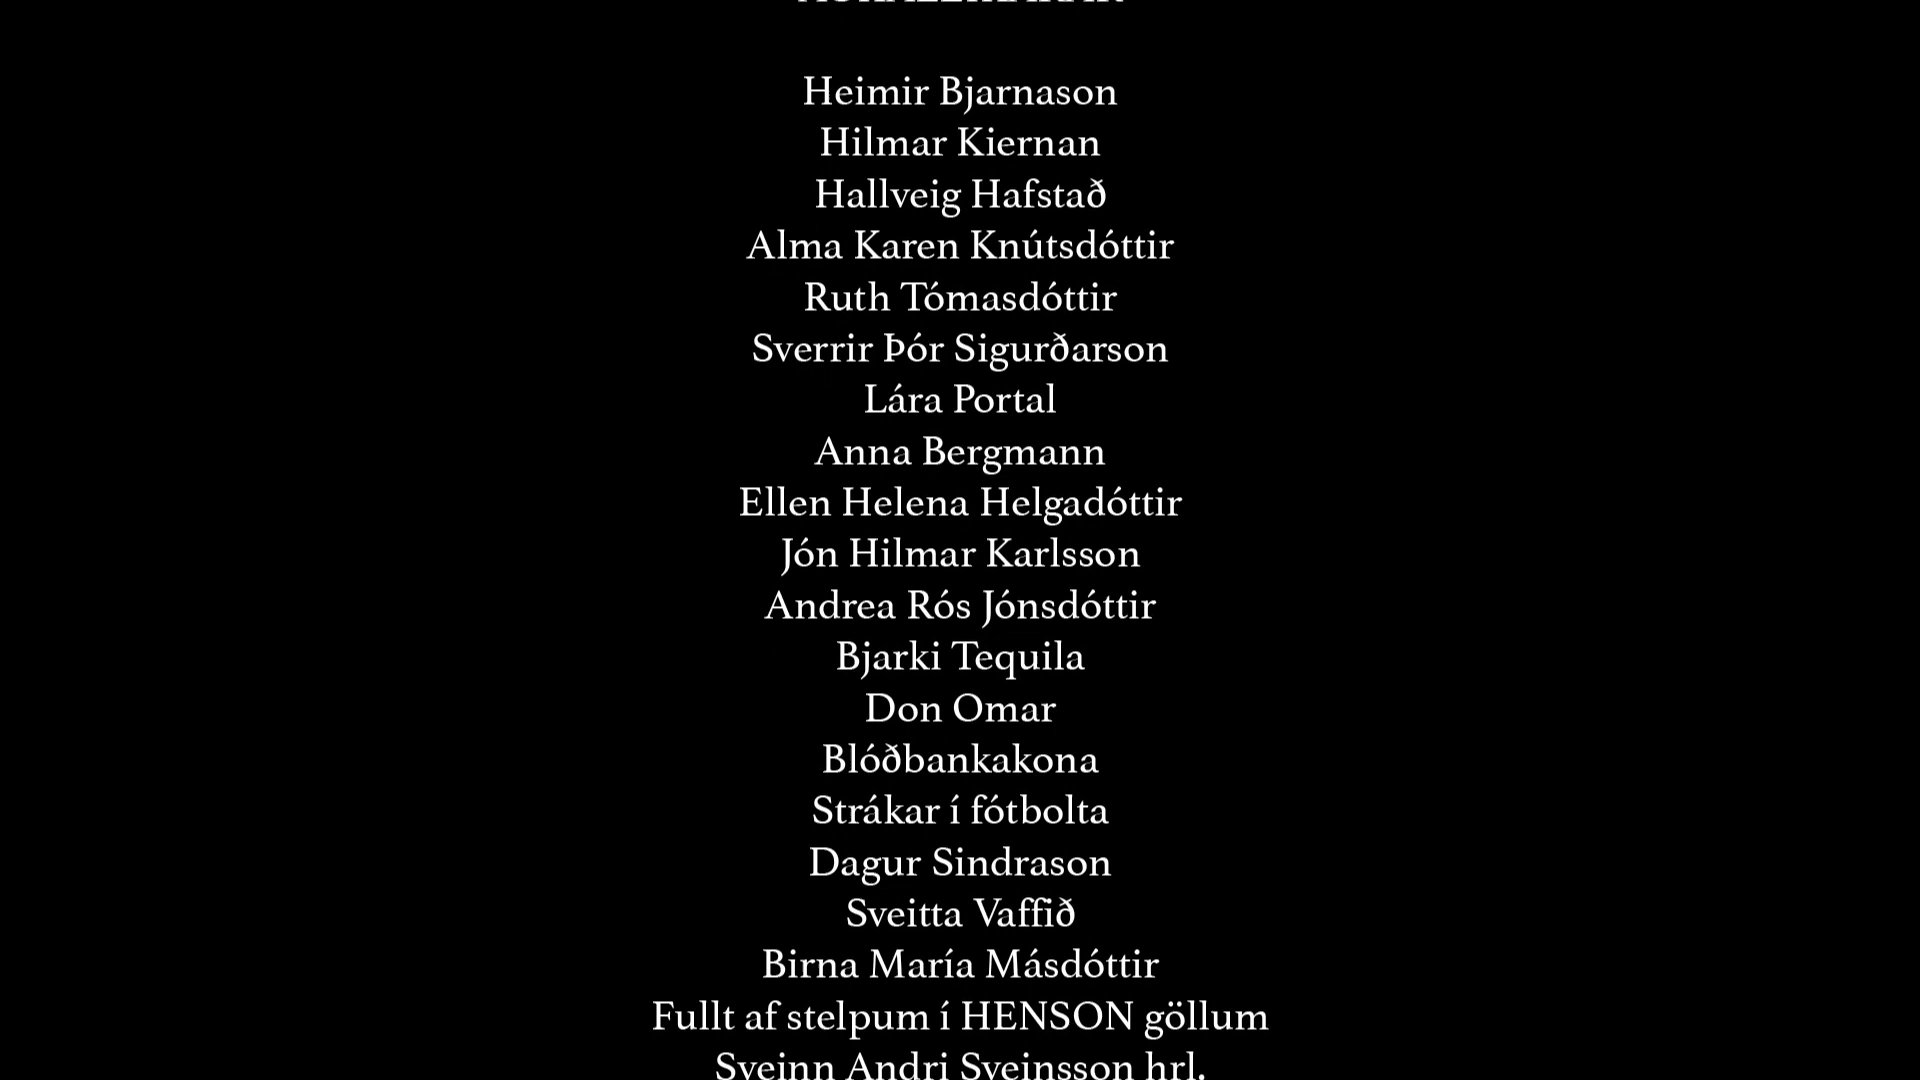 Heimir Bjarnason
Hilmar Kiernan
Hallveig Hafstað
Alma Karen Knútsdóttir
Ruth Tómasdóttir
Sverrir Þór Sigurðarson
Lára Portal
Anna Bergmann
Ellen Helena Helgadóttir
Jón Hilmar Karlsson
Andrea Rós Jónsdóttir
Bjarki Tequila
Don Omar
Blóðbankakona
Strákar í fótbolta
Dagur Sindrason
Sveitta Vaffið
Birna María Másdóttir
Fullt af stelpum í HENSON göllum
Sveinn Andri Sveinsson hrl.